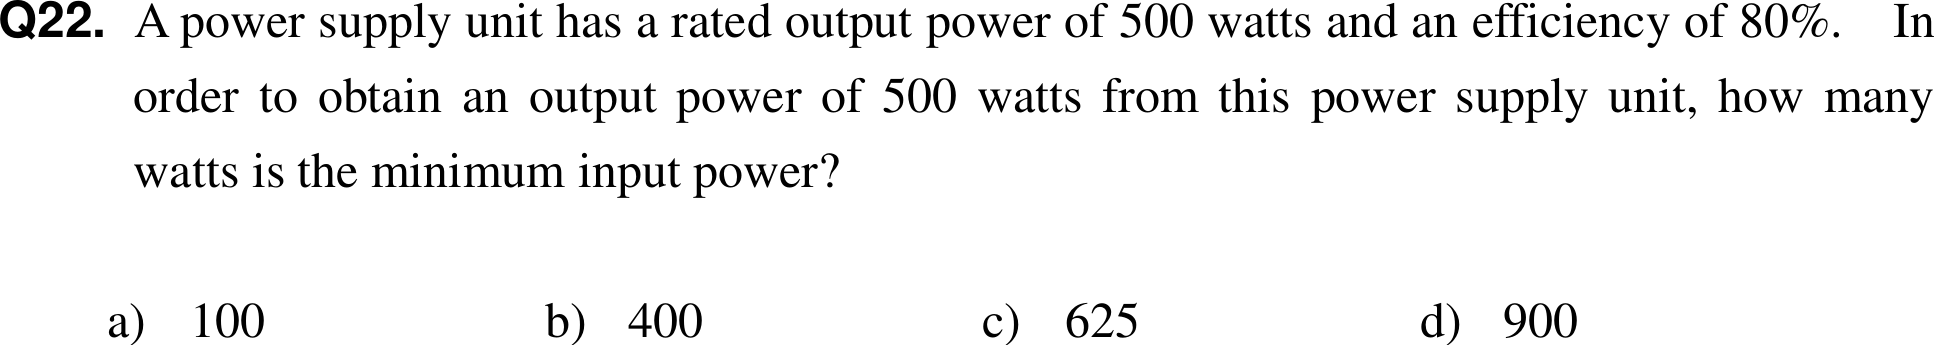 Q22. A power supply unit has a rated output power of 500 watts and an efficiency of 80%. In
order to obtain an output power of 500 watts from this power supply unit, how many
watts is the minimum input power?
a) 100 b) 400 c) 625 d) 900